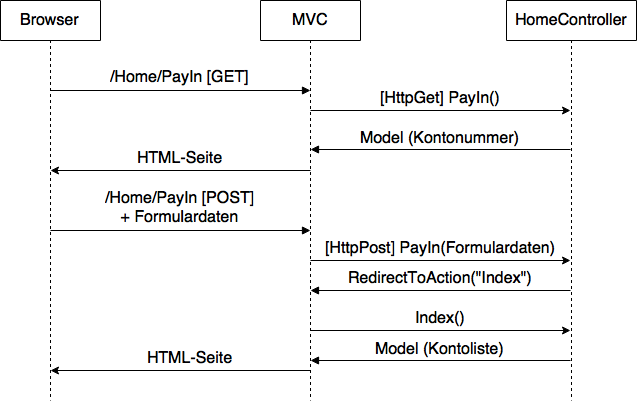 Browser
MVC
HomeController
/Home/PayIn [GET]
[HttpGet] PayIn()
Model (Kontonummer)
HTML-Seite
/Home/PayIn [POST]
+ Formulardaten
[HttpPost] PayIn(Formulardaten)
RedirectToAction("Index")
Index()
Model (Kontoliste)
HTML-Seite